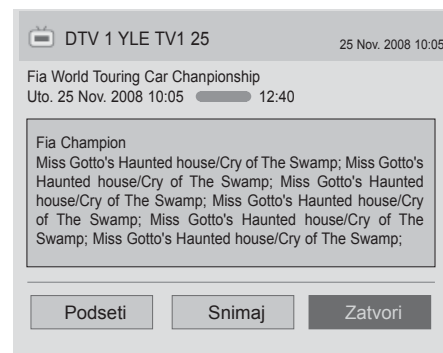 DTV 1 YLE TV1 25
25 Nov. 2008 10:05
Fia World Touring Car Chanpionship
Uto. 25 Nov. 2008 10:05 12:40
Fia Champion
Miss Gotto's Haunted house/Cry of The Swamp; Miss Gotto's
Haunted house/Cry of The Swamp; Miss Gotto's Haunted
house/Cry of The Swamp; Miss Gotto's Haunted house/Cry
of The Swamp; Miss Gotto's Haunted house/Cry of The
Swamp; Miss Gotto's Haunted house/Cry of The Swamp;
Podseti Snimaj Zatvori